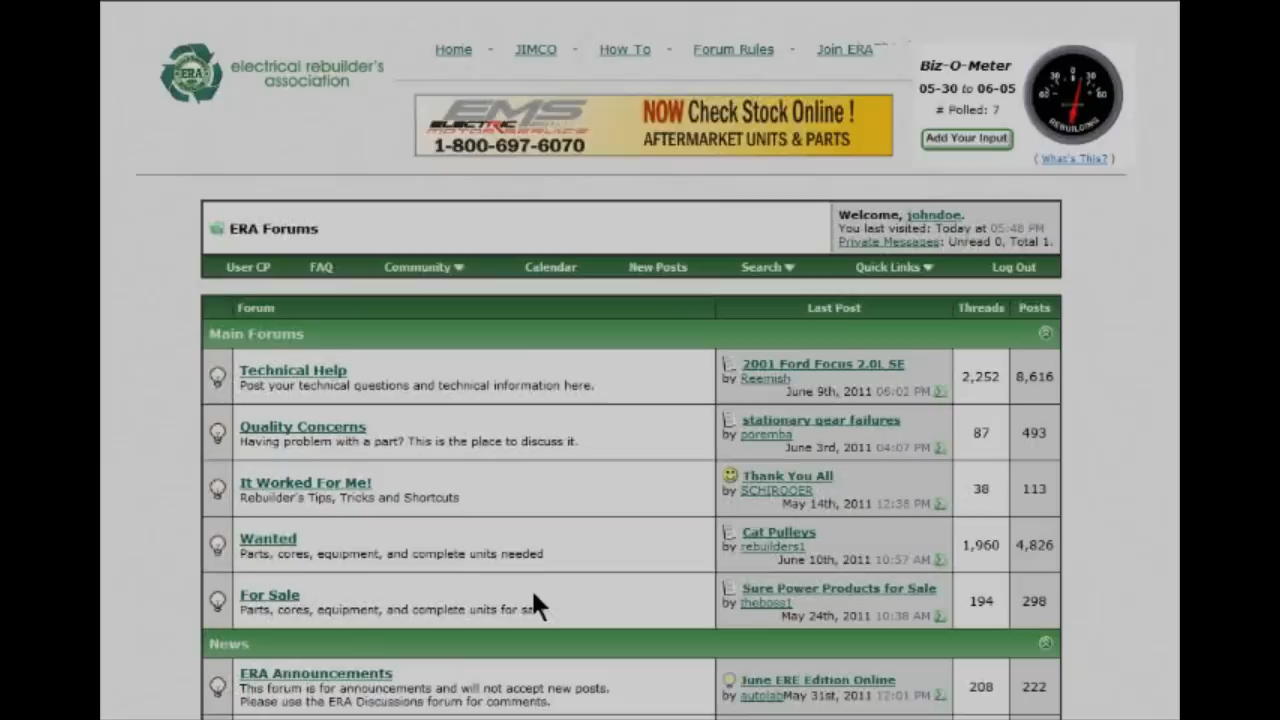 Home - JIMCO - How To - Forum Rules - Join ERA
ERA
electrical rebuilder's
association
EMS
ELECTRIC MOTOR SERVICE
1-800-697-6070
NOW Check Stock Online !
AFTERMARKET UNITS & PARTS
Biz-O-Meter
05-30 to 06-05
# Polled: 7
Add Your Input
60 30 0 30 60
REBUILDING
( What's This? )
ERA Forums
Welcome, johndoe.
You last visited: Today at 05:48 PM
Private Messages: Unread 0, Total 1.
User CP FAQ Community Calendar New Posts Search Quick Links Log Out
Forum Last Post Threads Posts
Main Forums
Technical Help
Post your technical questions and technical information here.
2001 Ford Focus 2.0L SE
by Reemish
June 9th, 2011 06:02 PM
2,252 8,616
Quality Concerns
Having problem with a part? This is the place to discuss it.
stationary gear failures
by poremba
June 3rd, 2011 04:07 PM
87 493
It Worked For Me!
Rebuilder's Tips, Tricks and Shortcuts
Thank You All
by SCHIROOER
May 14th, 2011 12:38 PM
38 113
Wanted
Parts, cores, equipment, and complete units needed
Cat Pulleys
by rebuilders1
June 10th, 2011 10:57 AM
1,960 4,826
For Sale
Parts, cores, equipment, and complete units for
Sure Power Products for Sale
by theboss1
May 24th, 2011 10:38 AM
194 298
News
ERA Announcements
This forum is for announcements and will not accept new posts.
Please use the ERA Discussions forum for comments.
June ERE Edition Online
by autolab May 31st, 2011 12:01 PM
208 222